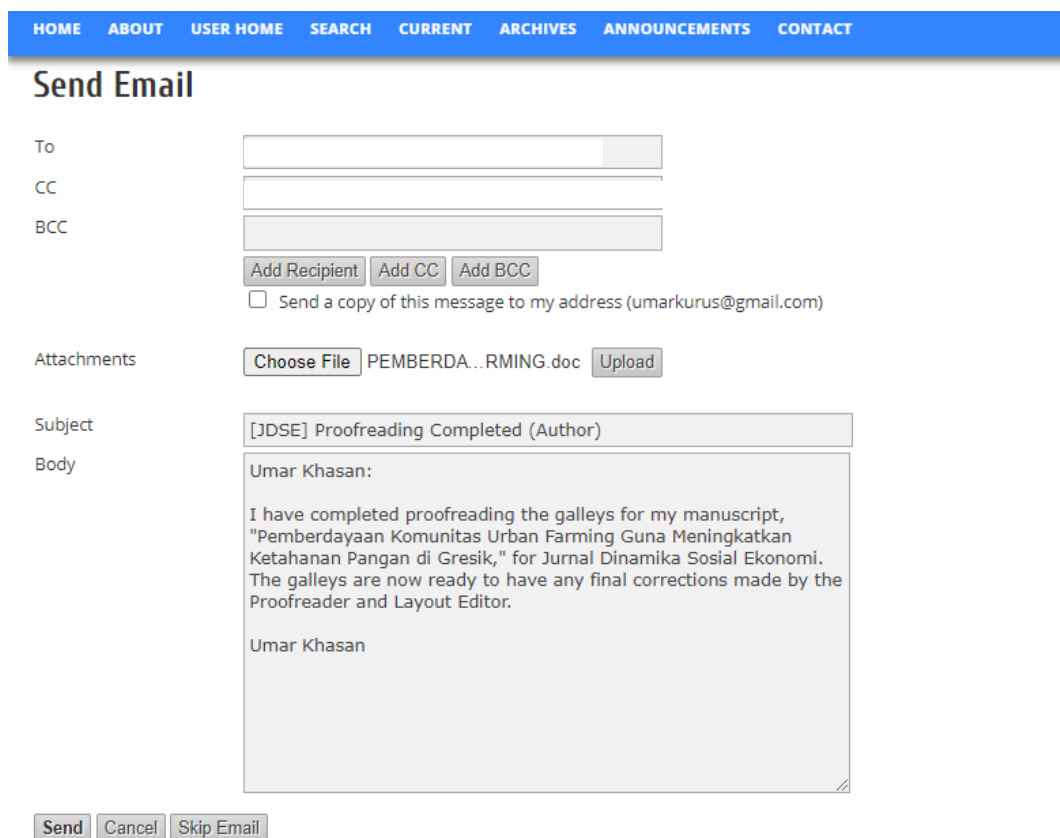 HOME ABOUT USER HOME SEARCH CURRENT ARCHIVES ANNOUNCEMENTS CONTACT
Send Email
To
CC
BCC
Add Recipient Add CC Add BCC
Send a copy of this message to my address (umarkurus@gmail.com)
Attachments Choose File PEMBERDA...RMING.doc Upload
Subject [JDSE] Proofreading Completed (Author)
Body Umar Khasan:
I have completed proofreading the galleys for my manuscript,
"Pemberdayaan Komunitas Urban Farming Guna Meningkatkan
Ketahanan Pangan di Gresik," for Jurnal Dinamika Sosial Ekonomi.
The galleys are now ready to have any final corrections made by the
Proofreader and Layout Editor.
Umar Khasan
Send Cancel Skip Email